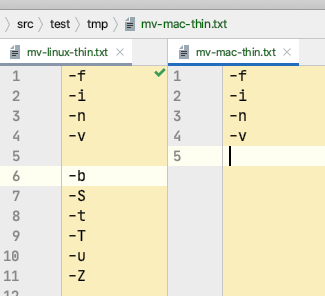 src test tmp mv-mac-thin.txt
mv-linux-thin.txt
1 -f
2 -i
3 -n
4 -v
5
6 -b
7 -S
8 -t
9 -T
10 -u
11 -Z
12
mv-mac-thin.txt
1 -f
2 -i
3 -n
4 -v
5